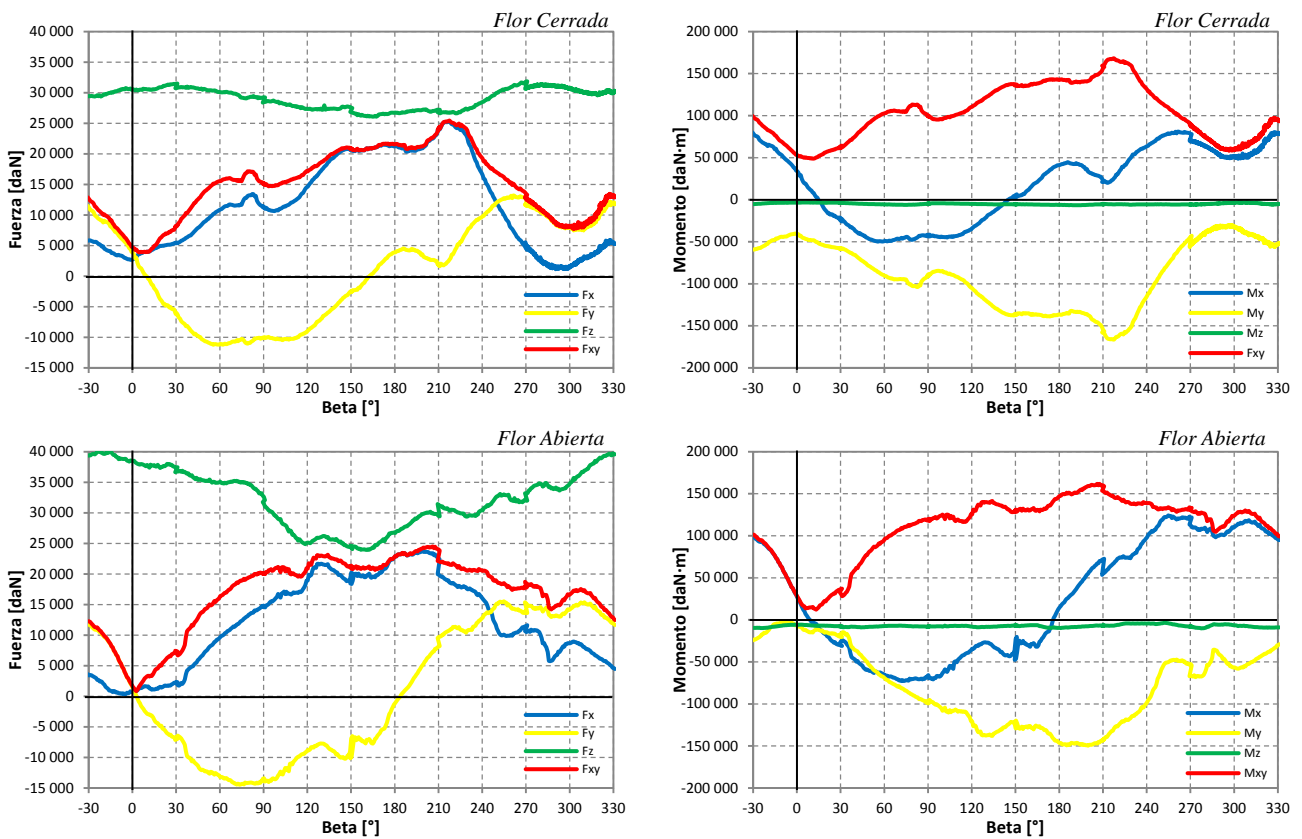 Flor Cerrada
Fuerza [daN]
40 000
35 000
30 000
25 000
20 000
15 000
10 000
5 000
0
-5 000
-10 000
-15 000
Fx
Fy
Fz
Fxy
-30 0 30 60 90 120 150 180 210 240 270 300 330
Beta [°]
Flor Cerrada
Momento [daN·m]
200 000
150 000
100 000
50 000
0
-50 000
-100 000
-150 000
-200 000
Mx
My
Mz
Fxy
-30 0 30 60 90 120 150 180 210 240 270 300 330
Beta [°]
Flor Abierta
Fuerza [daN]
40 000
35 000
30 000
25 000
20 000
15 000
10 000
5 000
0
-5 000
-10 000
-15 000
Fx
Fy
Fz
Fxy
-30 0 30 60 90 120 150 180 210 240 270 300 330
Beta [°]
Flor Abierta
Momento [daN·m]
200 000
150 000
100 000
50 000
0
-50 000
-100 000
-150 000
-200 000
Mx
My
Mz
Mxy
-30 0 30 60 90 120 150 180 210 240 270 300 330
Beta [°]